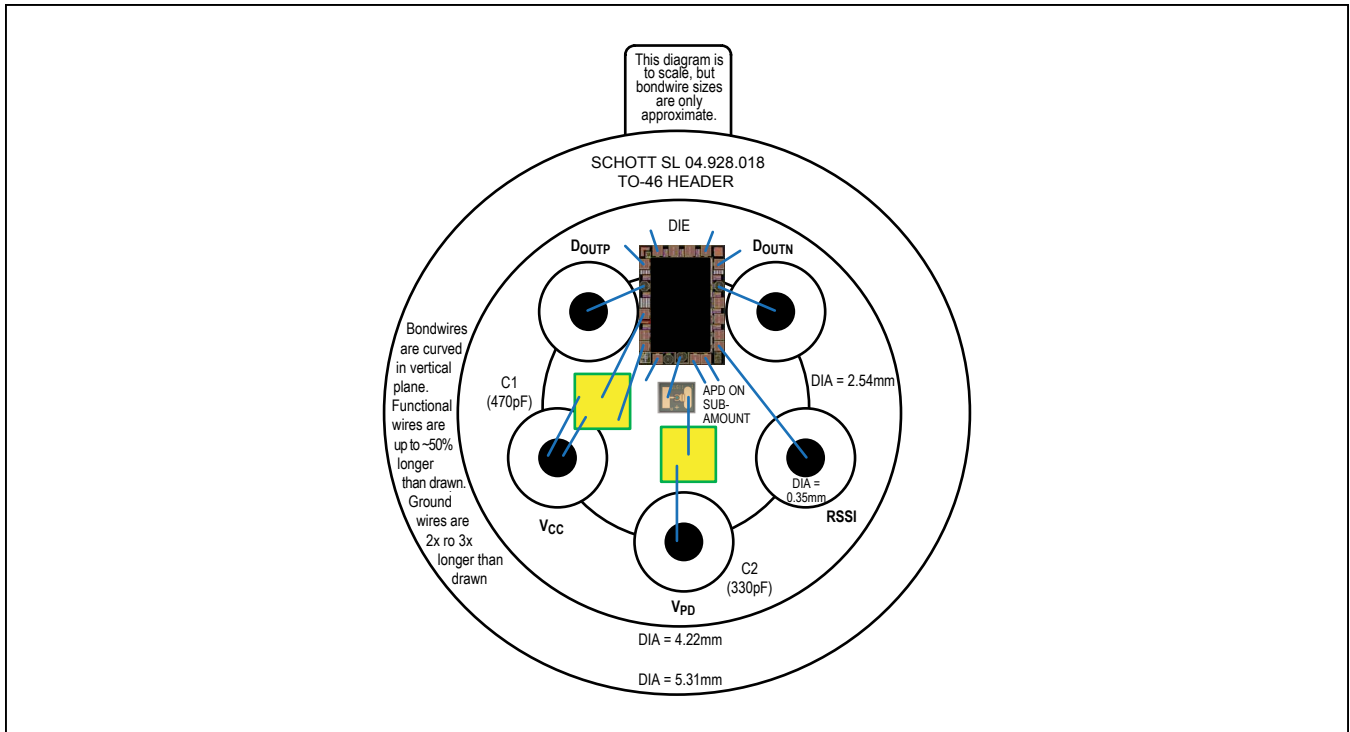 This diagram is
to scale, but
bondwire sizes
are only
approximate.
SCHOTT SL 04.928.018
TO-46 HEADER
DIE
DOUTP
DOUTN
Bondwires
are curved
in vertical
plane.
Functional
wires are
up to ~50%
longer
than drawn.
Ground
wires are
2x ro 3x
longer than
drawn
C1
(470pF)
APD ON
SUB-
AMOUNT
DIA = 2.54mm
DIA =
0.35mm
RSSI
VCC
C2
(330pF)
VPD
DIA = 4.22mm
DIA = 5.31mm